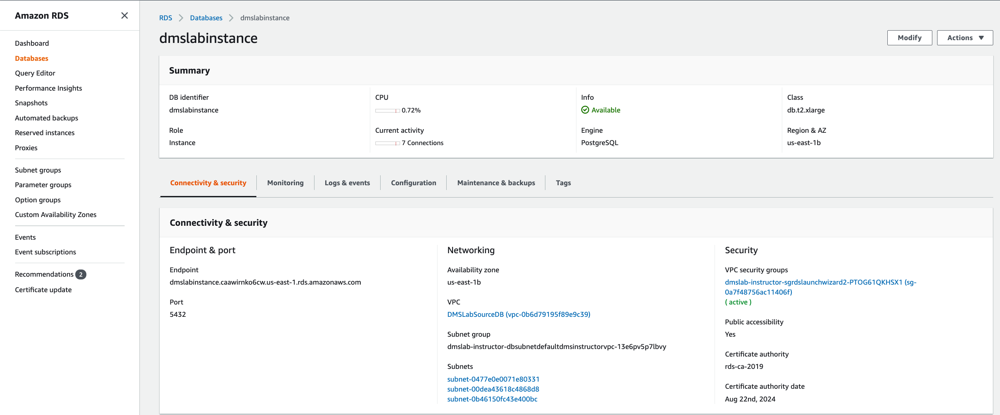 Amazon RDS
Dashboard
Databases
Query Editor
Performance Insights
Snapshots
Automated backups
Reserved instances
Proxies
Subnet groups
Parameter groups
Option groups
Custom Availability Zones
Events
Event subscriptions
Recommendations 2
Certificate update
RDS > Databases > dmslabinstance
dmslabinstance
Modify
Actions
Summary
DB identifier
dmslabinstance
Role
Instance
CPU
0.72%
Current activity
7 Connections
Info
Available
Engine
PostgreSQL
Class
db.t2.xlarge
Region & AZ
us-east-1b
Connectivity & security
Monitoring
Logs & events
Configuration
Maintenance & backups
Tags
Connectivity & security
Endpoint & port
Endpoint
dmslabinstance.caawirnko6cw.us-east-1.rds.amazonaws.com
Port
5432
Networking
Availability zone
us-east-1b
VPC
DMSLabSourceDB (vpc-0b6d79195f89e9c39)
Subnet group
dmslab-instructor-dbsubnetdefaultdmsinstructorvpc-13e6pv5p7lbvy
Subnets
subnet-0477e0e0071e80331
subnet-00dea43618c4868d8
subnet-0b46150fc43e400bc
Security
VPC security groups
dmslab-instructor-sgrdslaunchwizard2-PTOG61QKHSX1 (sg-
0a7f48756ac11406f)
( active )
Public accessibility
Yes
Certificate authority
rds-ca-2019
Certificate authority date
Aug 22nd, 2024